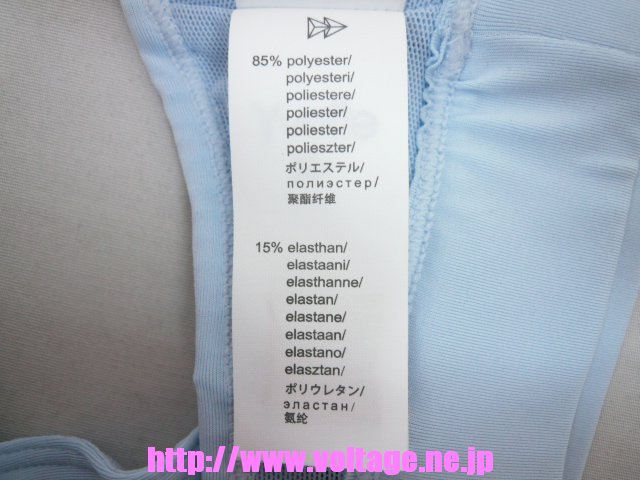 85% polyester/
polyesteri/
poliestere/
poliester/
poliester/
polieszter/
ポリエステル/
полиэстер/
聚酯纤维
15% elasthan/
elastaani/
elasthanne/
elastan/
elastane/
elastaan/
elastano/
elasztan/
ポリウレタン/
эластан/
氨纶
http://www.voltage.ne.jp